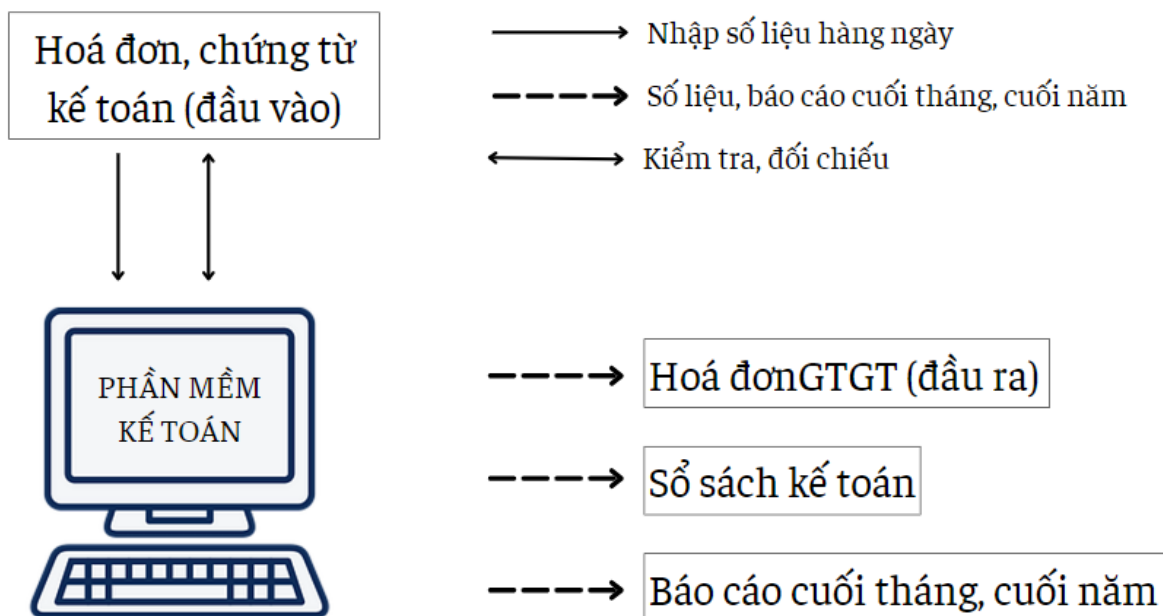 Hoá đơn, chứng từ
kế toán (đầu vào)
Nhập số liệu hàng ngày
Số liệu, báo cáo cuối tháng, cuối năm
Kiểm tra, đối chiếu
PHẦN MỀM
KẾ TOÁN
Hoá đơnGTGT (đầu ra)
Sổ sách kế toán
Báo cáo cuối tháng, cuối năm